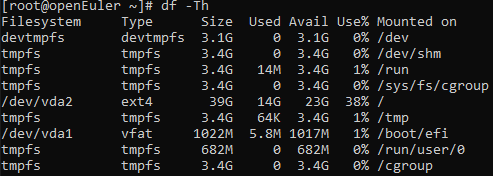 [root@openEuler ~]# df -Th
Filesystem     Type      Size  Used Avail Use% Mounted on
devtmpfs       devtmpfs  3.1G     0  3.1G   0% /dev
tmpfs          tmpfs     3.4G     0  3.4G   0% /dev/shm
tmpfs          tmpfs     3.4G   14M  3.4G   1% /run
tmpfs          tmpfs     3.4G     0  3.4G   0% /sys/fs/cgroup
/dev/vda2      ext4       39G   14G   23G  38% /
tmpfs          tmpfs     3.4G   64K  3.4G   1% /tmp
/dev/vda1      vfat     1022M  5.8M 1017M   1% /boot/efi
tmpfs          tmpfs     682M     0  682M   0% /run/user/0
tmpfs          tmpfs     3.4G     0  3.4G   0% /cgroup